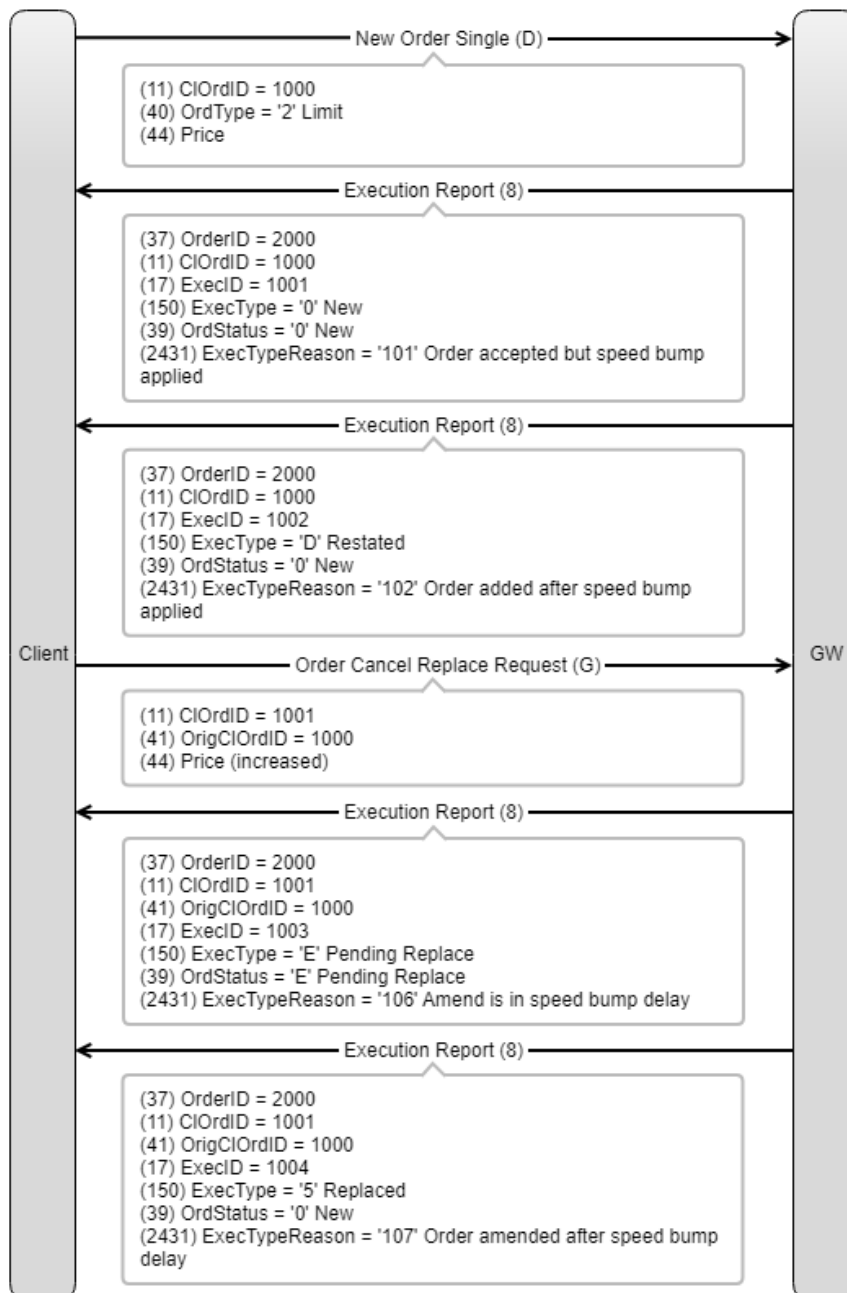 New Order Single (D)
(11) ClOrdID = 1000
(40) OrdType = '2' Limit
(44) Price
Execution Report (8)
(37) OrderID = 2000
(11) ClOrdID = 1000
(17) ExecID = 1001
(150) ExecType = '0' New
(39) OrdStatus = '0' New
(2431) ExecTypeReason = '101' Order accepted but speed bump
applied
Execution Report (8)
(37) OrderID = 2000
(11) ClOrdID = 1000
(17) ExecID = 1002
(150) ExecType = 'D' Restated
(39) OrdStatus = '0' New
(2431) ExecTypeReason = '102' Order added after speed bump
applied
Client
Order Cancel Replace Request (G)
GW
(11) ClOrdID = 1001
(41) OrigClOrdID = 1000
(44) Price (increased)
Execution Report (8)
(37) OrderID = 2000
(11) ClOrdID = 1001
(41) OrigClOrdID = 1000
(17) ExecID = 1003
(150) ExecType = 'E' Pending Replace
(39) OrdStatus = 'E' Pending Replace
(2431) ExecTypeReason = '106' Amend is in speed bump delay
Execution Report (8)
(37) OrderID = 2000
(11) ClOrdID = 1001
(41) OrigClOrdID = 1000
(17) ExecID = 1004
(150) ExecType = '5' Replaced
(39) OrdStatus = '0' New
(2431) ExecTypeReason = '107' Order amended after speed bump
delay